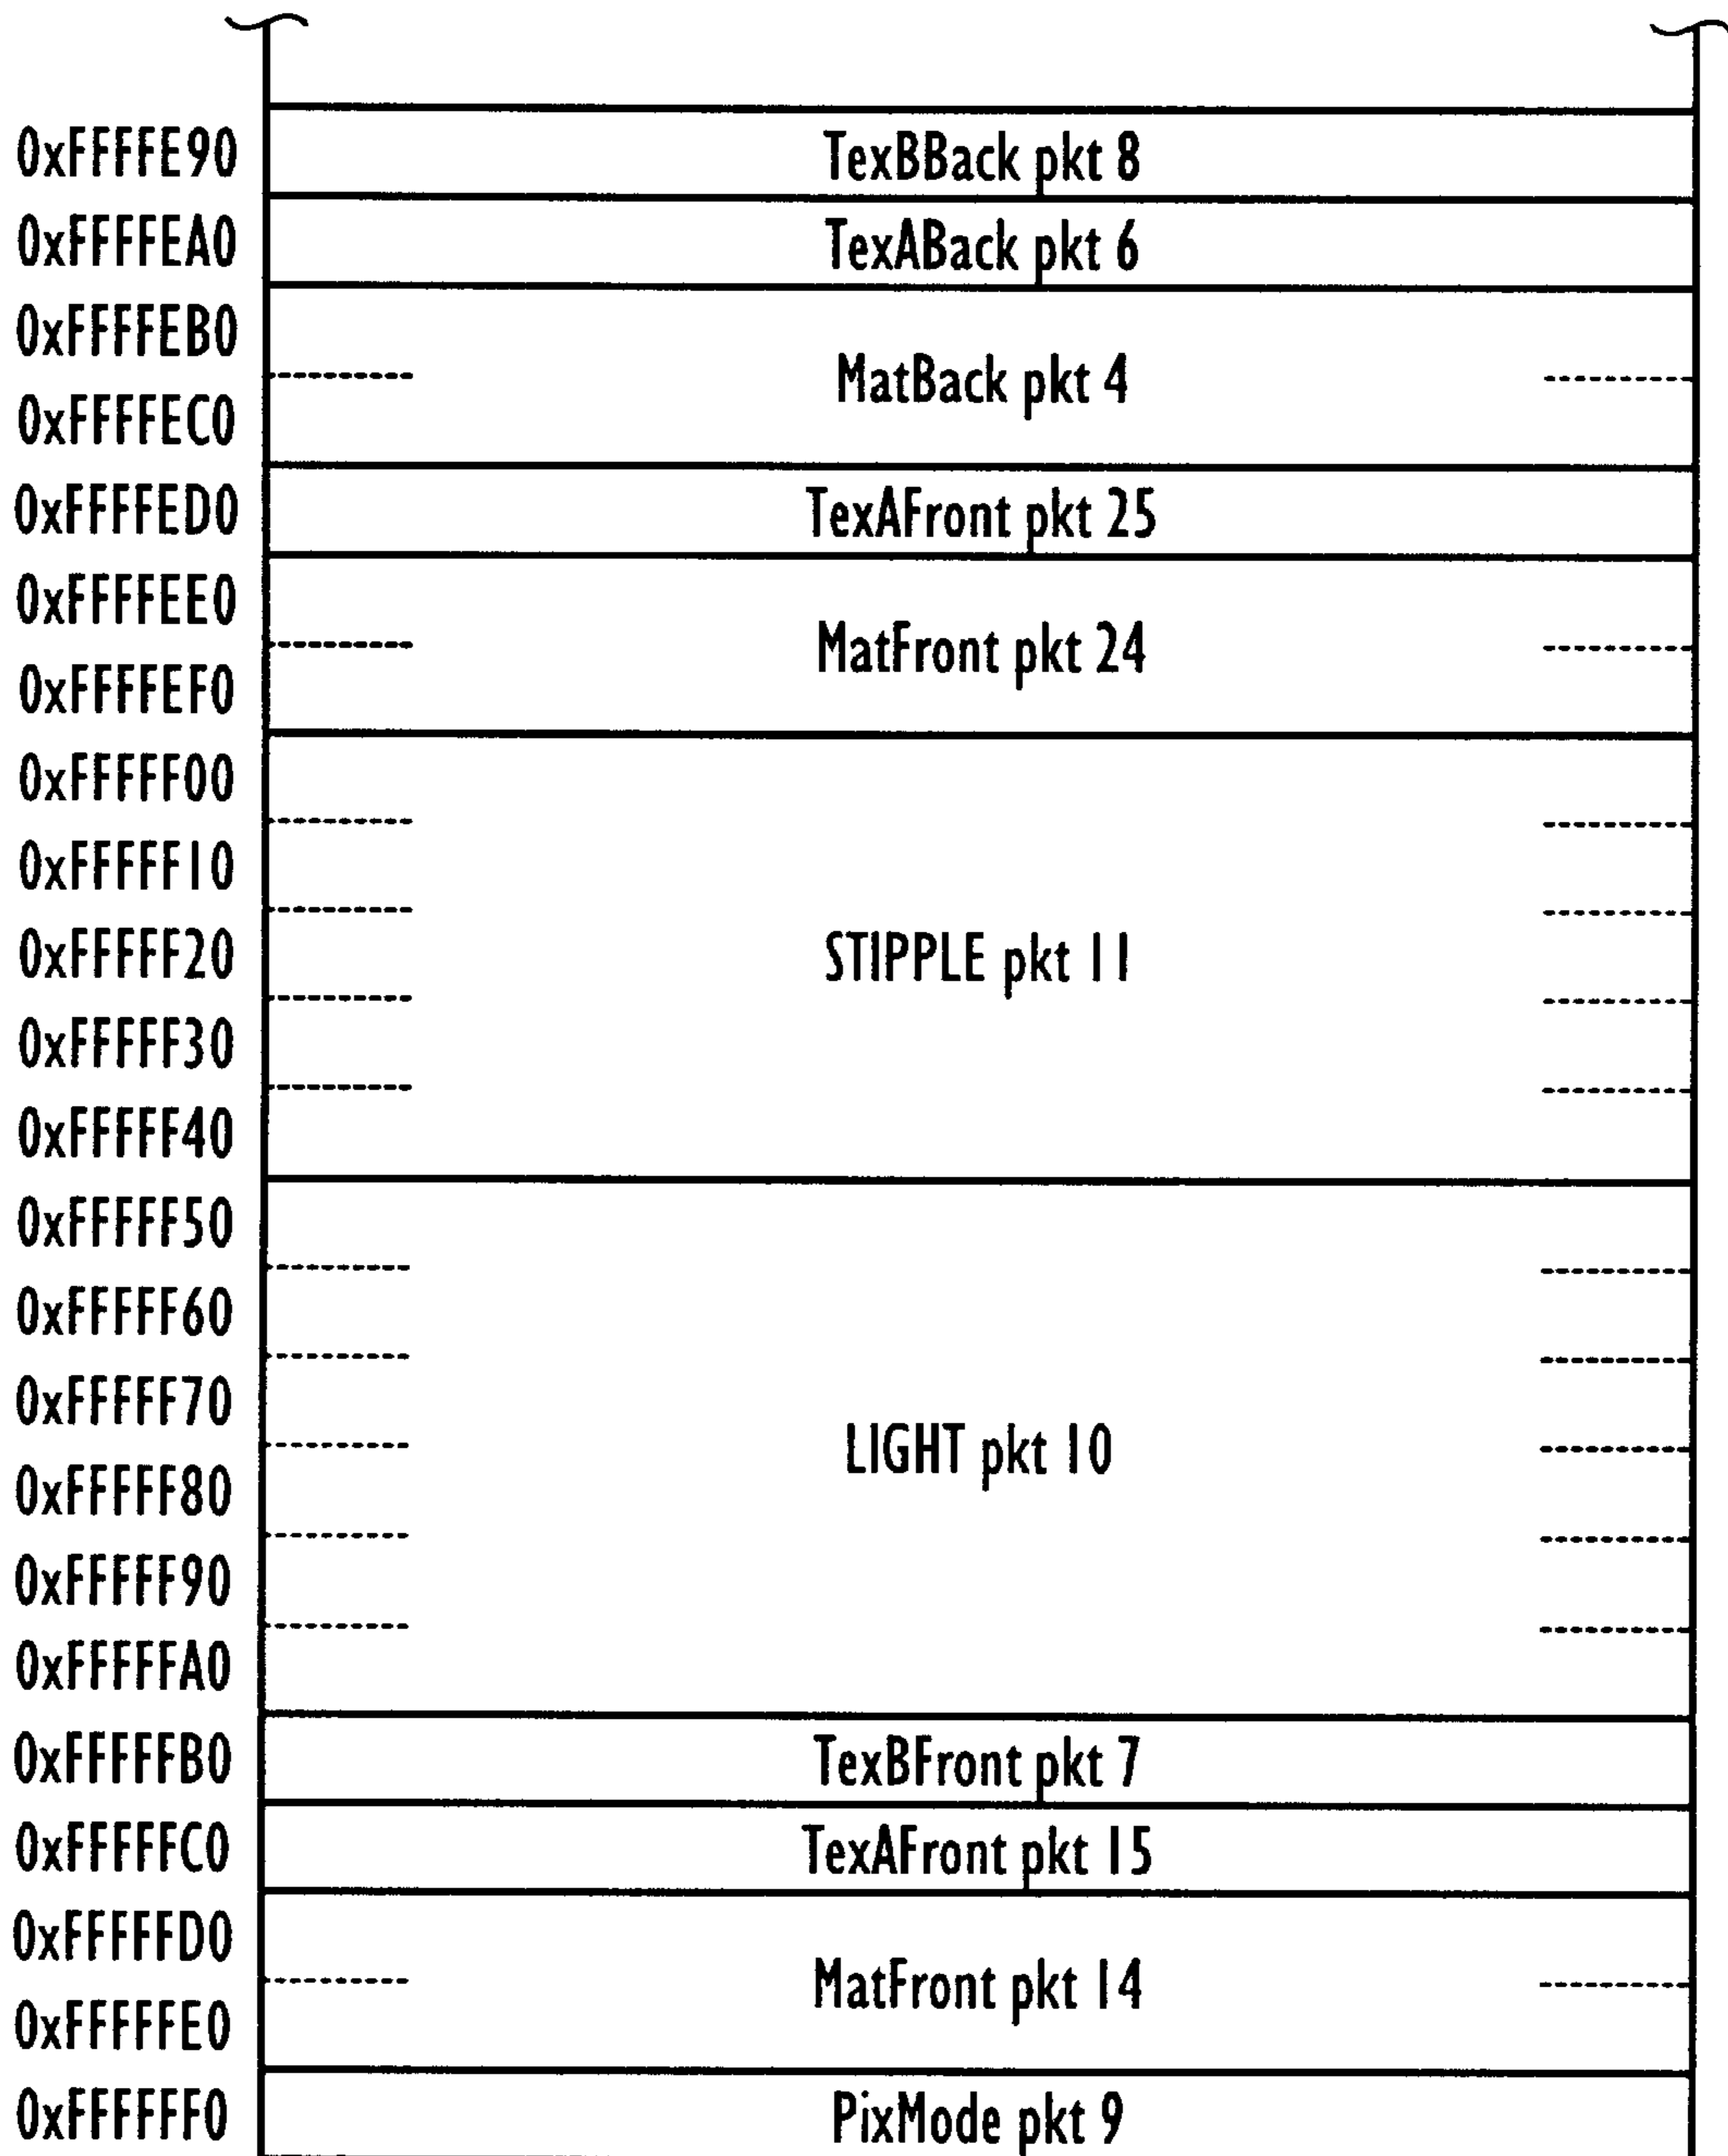 0xFFFFE90 TexBBack pkt 8
0xFFFFEA0 TexABack pkt 6
0xFFFFEB0
MatBack pkt 4
0xFFFFEC0
0xFFFFED0 TexAFront pkt 25
0xFFFFEE0
MatFront pkt 24
0xFFFFEF0
0xFFFFF00
0xFFFFF10
0xFFFFF20 STIPPLE pkt 11
0xFFFFF30
0xFFFFF40
0xFFFFF50
0xFFFFF60
0xFFFFF70
LIGHT pkt 10
0xFFFFF80
0xFFFFF90
0xFFFFFA0
0xFFFFFB0 TexBFront pkt 7
0xFFFFFC0 TexAFront pkt 15
0xFFFFFD0
MatFront pkt 14
0xFFFFFE0
0xFFFFFF0 PixMode pkt 9